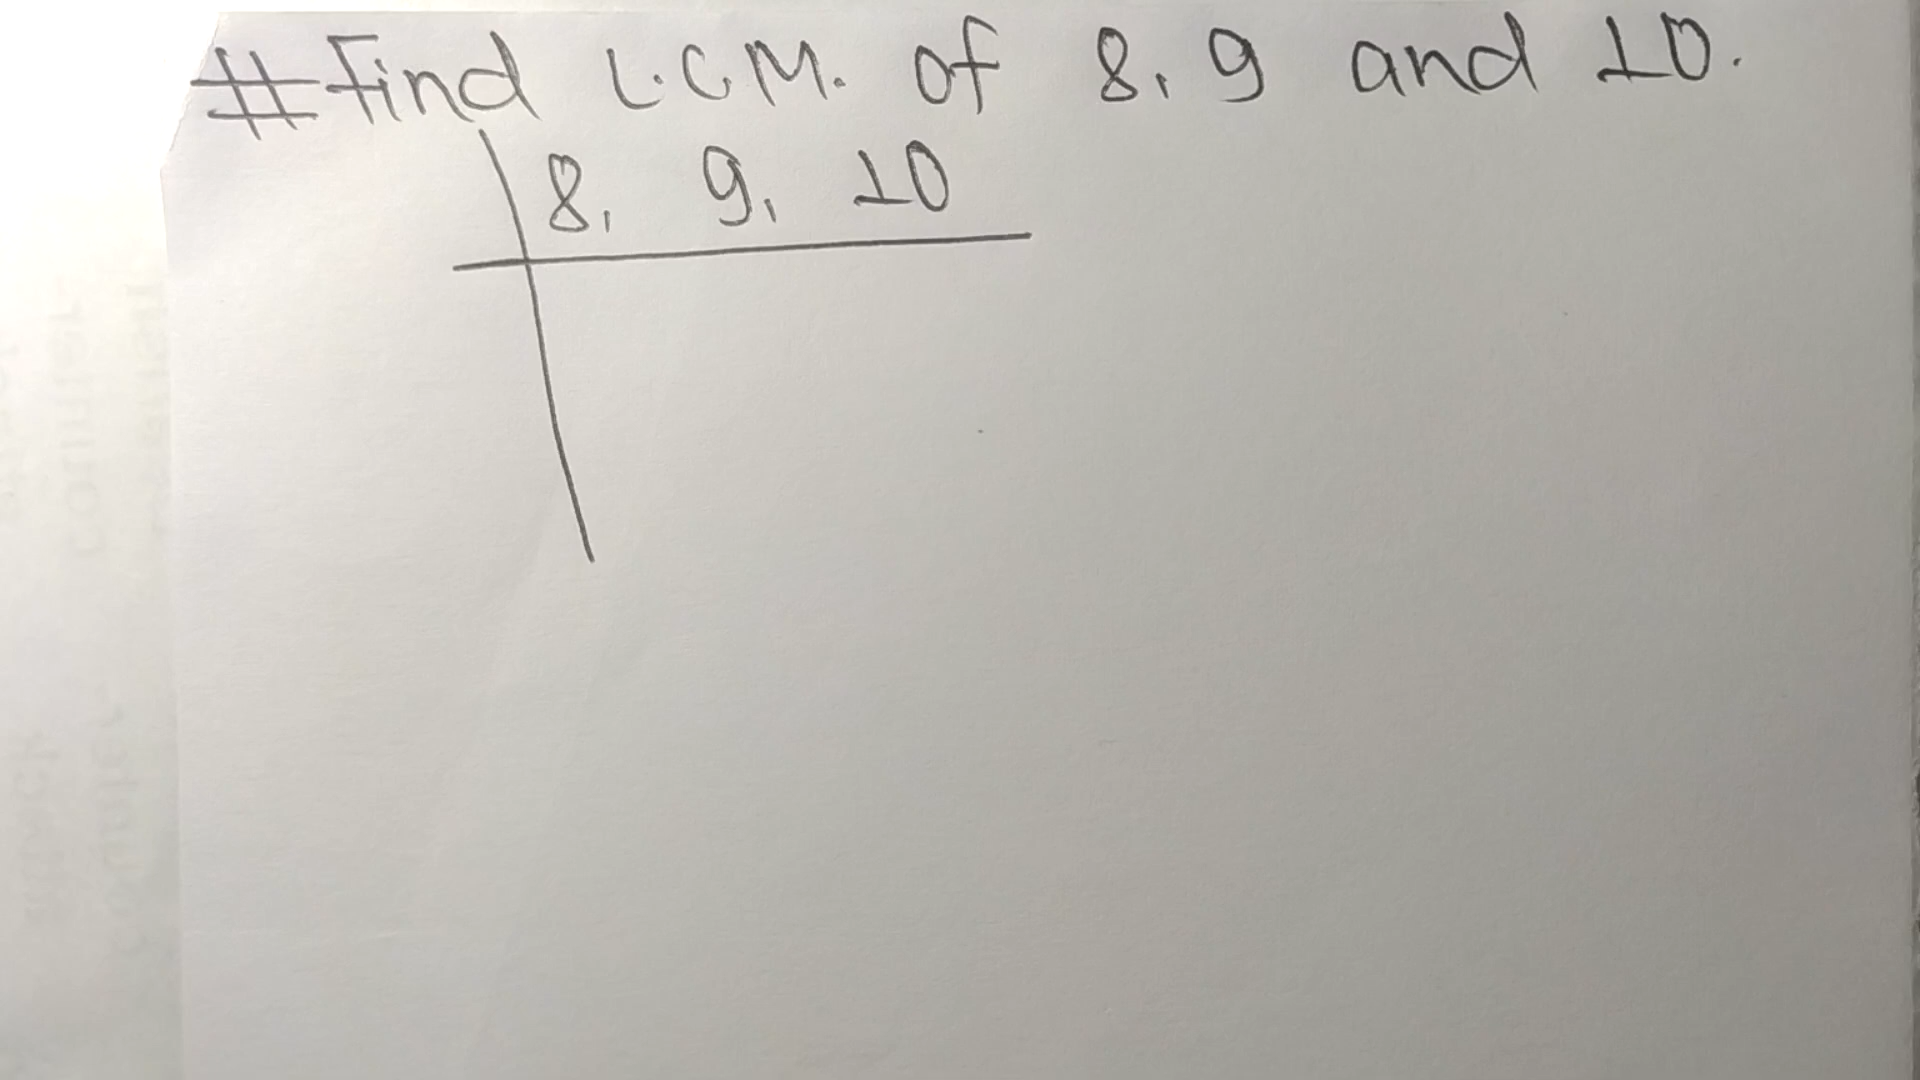 # Find L.C.M. of 8, 9 and 10.
8, 9, 10